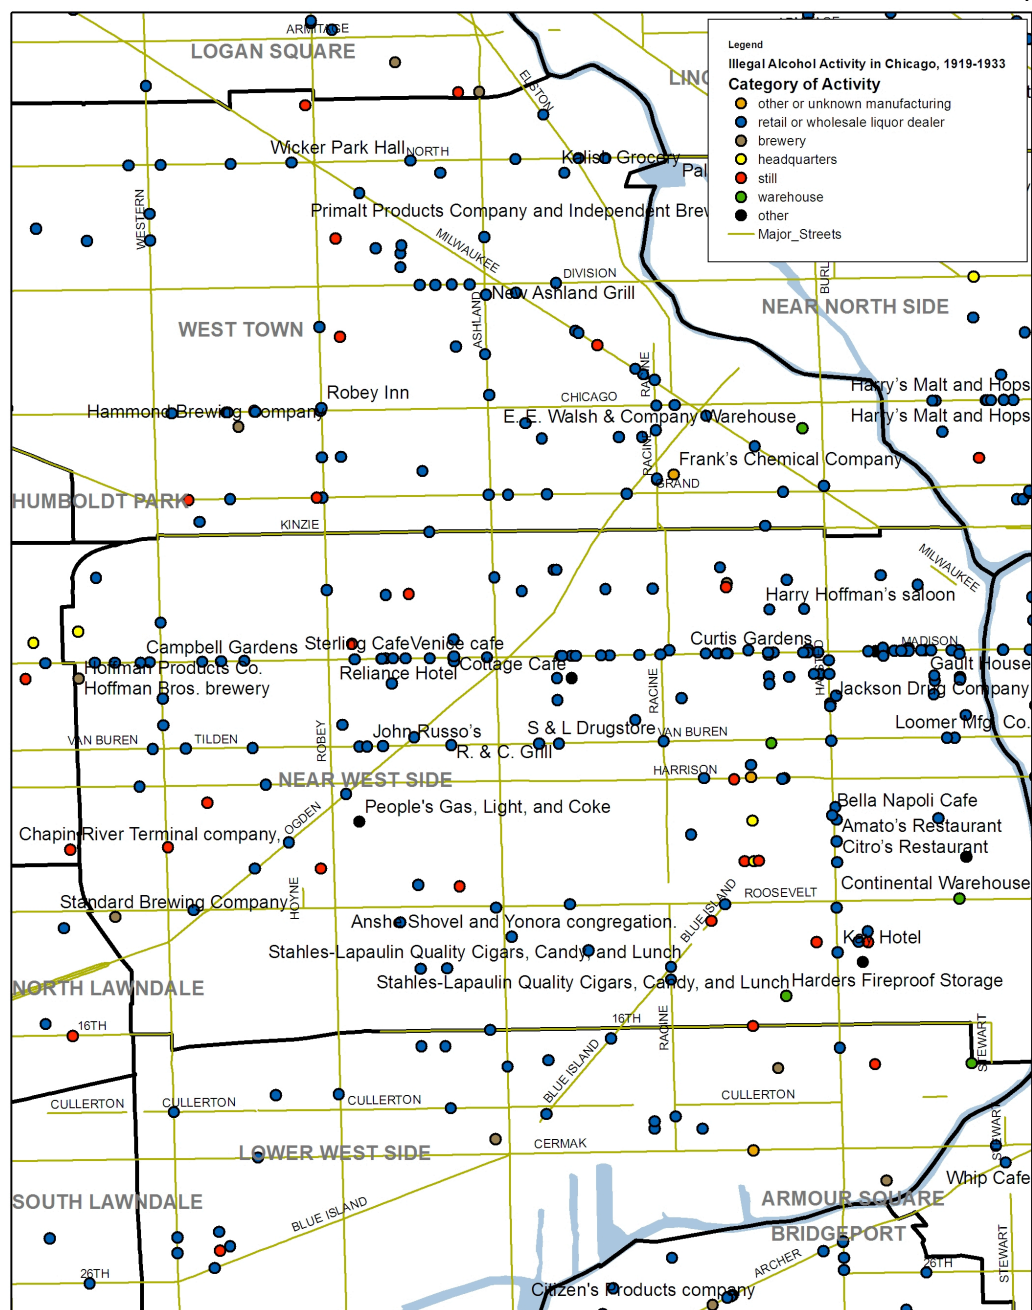 ARMITAGE
ARMITAGE
LOGAN SQUARE
Legend
Illegal Alcohol Activity in Chicago, 1919-1933
Category of Activity
other or unknown manufacturing
retail or wholesale liquor dealer
brewery
headquarters
still
warehouse
other
Major_Streets
ELSTON
Wicker Park Hall
NORTH
Kalish Grocery
WESTERN
Primalt Products Company and Independent Brew
MILWAUKEE
DIVISION
New Ashland Grill
NEAR NORTH SIDE
WEST TOWN
ASHLAND
RACINE
Harry's Malt and Hops
Robey Inn
CHICAGO
Hammond Brewing Company
E. E. Walsh & Company Warehouse
Harry's Malt and Hops
RACINE
Frank's Chemical Company
GRAND
HUMBOLDT PARK
KINZIE
MILWAUKEE
Harry Hoffman's saloon
Campbell Gardens
Sterling Cafe
Venice cafe
Curtis Gardens
MADISON
Hoffman Products Co.
Reliance Hotel
Cottage Cafe
Gault House
Hoffman Bros. brewery
RACINE
HALSTED
Jackson Drug Company
Loomer Mfg. Co.
VAN BUREN
TILDEN
ROBEY
John Russo's
S & L Drugstore
VAN BUREN
R. & C. Grill
NEAR WEST SIDE
HARRISON
People's Gas, Light, and Coke
Bella Napoli Cafe
OGDEN
Chapin River Terminal company,
Amato's Restaurant
Citro's Restaurant
HOYNE
ROOSEVELT
Continental Warehouse
Standard Brewing Company
BLUE ISLAND
Anshe Shovel and Yonora congregation.
Stahles-Lapaulin Quality Cigars, Candy, and Lunch
Stahles-Lapaulin Quality Cigars, Candy, and Lunch
Harders Fireproof Storage
NORTH LAWNDALE
16TH
16TH
RACINE
STEWART
BLUE ISLAND
CULLERTON
CULLERTON
CULLERTON
CULLERTON
STEWART
LOWER WEST SIDE
CERMAK
Whip Cafe
SOUTH LAWNDALE
BLUE ISLAND
ARMOUR SQUARE
BRIDGEPORT
STEWART
ARCHER
26TH
26TH
Citizen's Products company